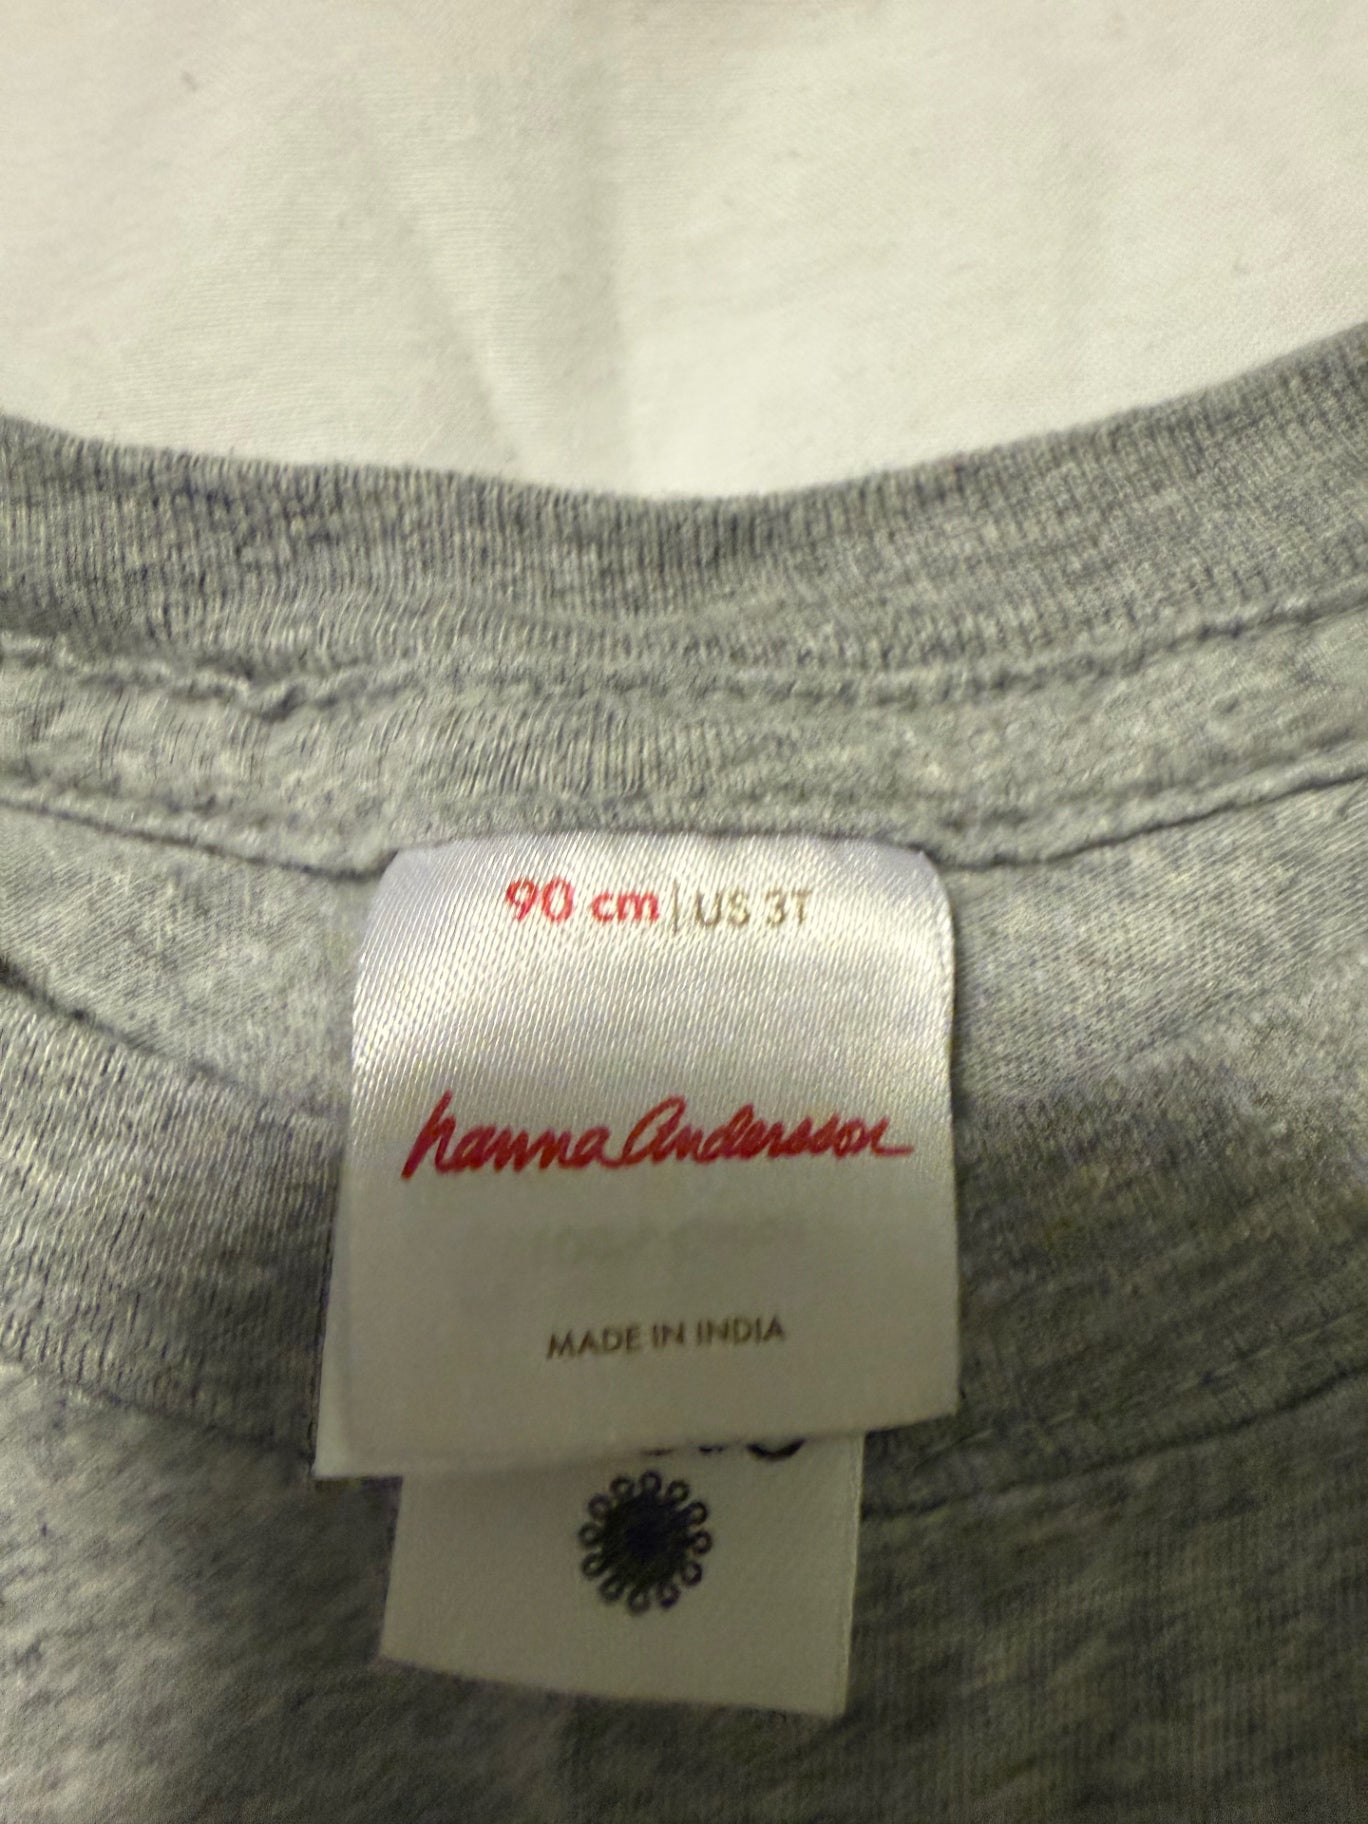 90 cm | US 3T
hanna Andersson
MADE IN INDIA